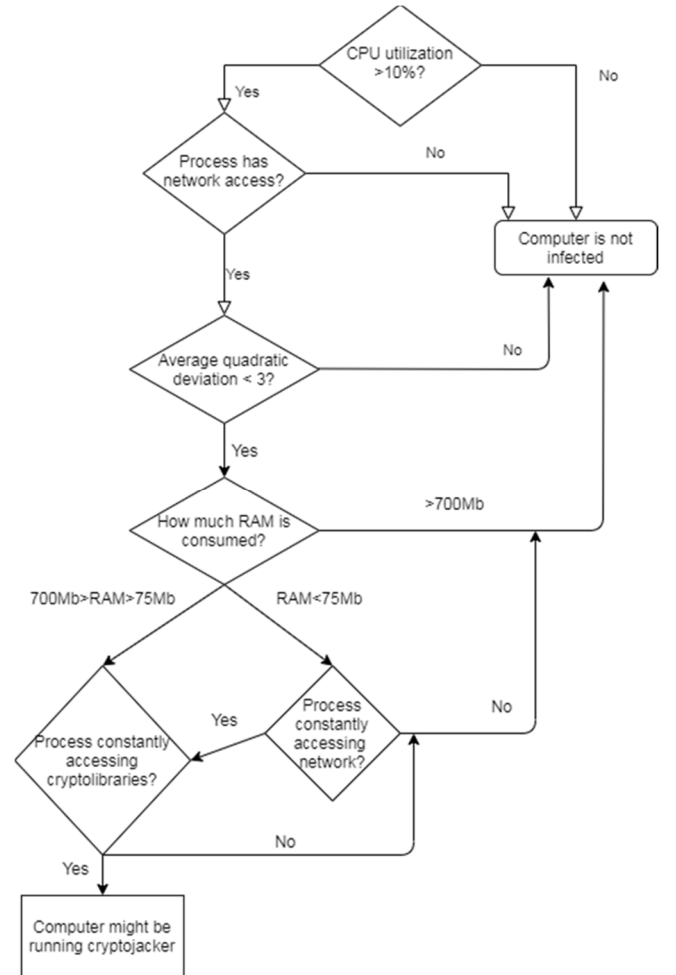 CPU utilization
>10%?
No
Yes
Process has
network access?
No
Computer is not
infected
Yes
Average quadratic
deviation < 3?
No
Yes
How much RAM is
consumed?
>700Mb
700Mb>RAM>75Mb
RAM<75Mb
Process
constantly
accessing
network?
No
Yes
Process constantly
accessing
cryptolibraries?
No
Yes
Computer might be
running cryptojacker